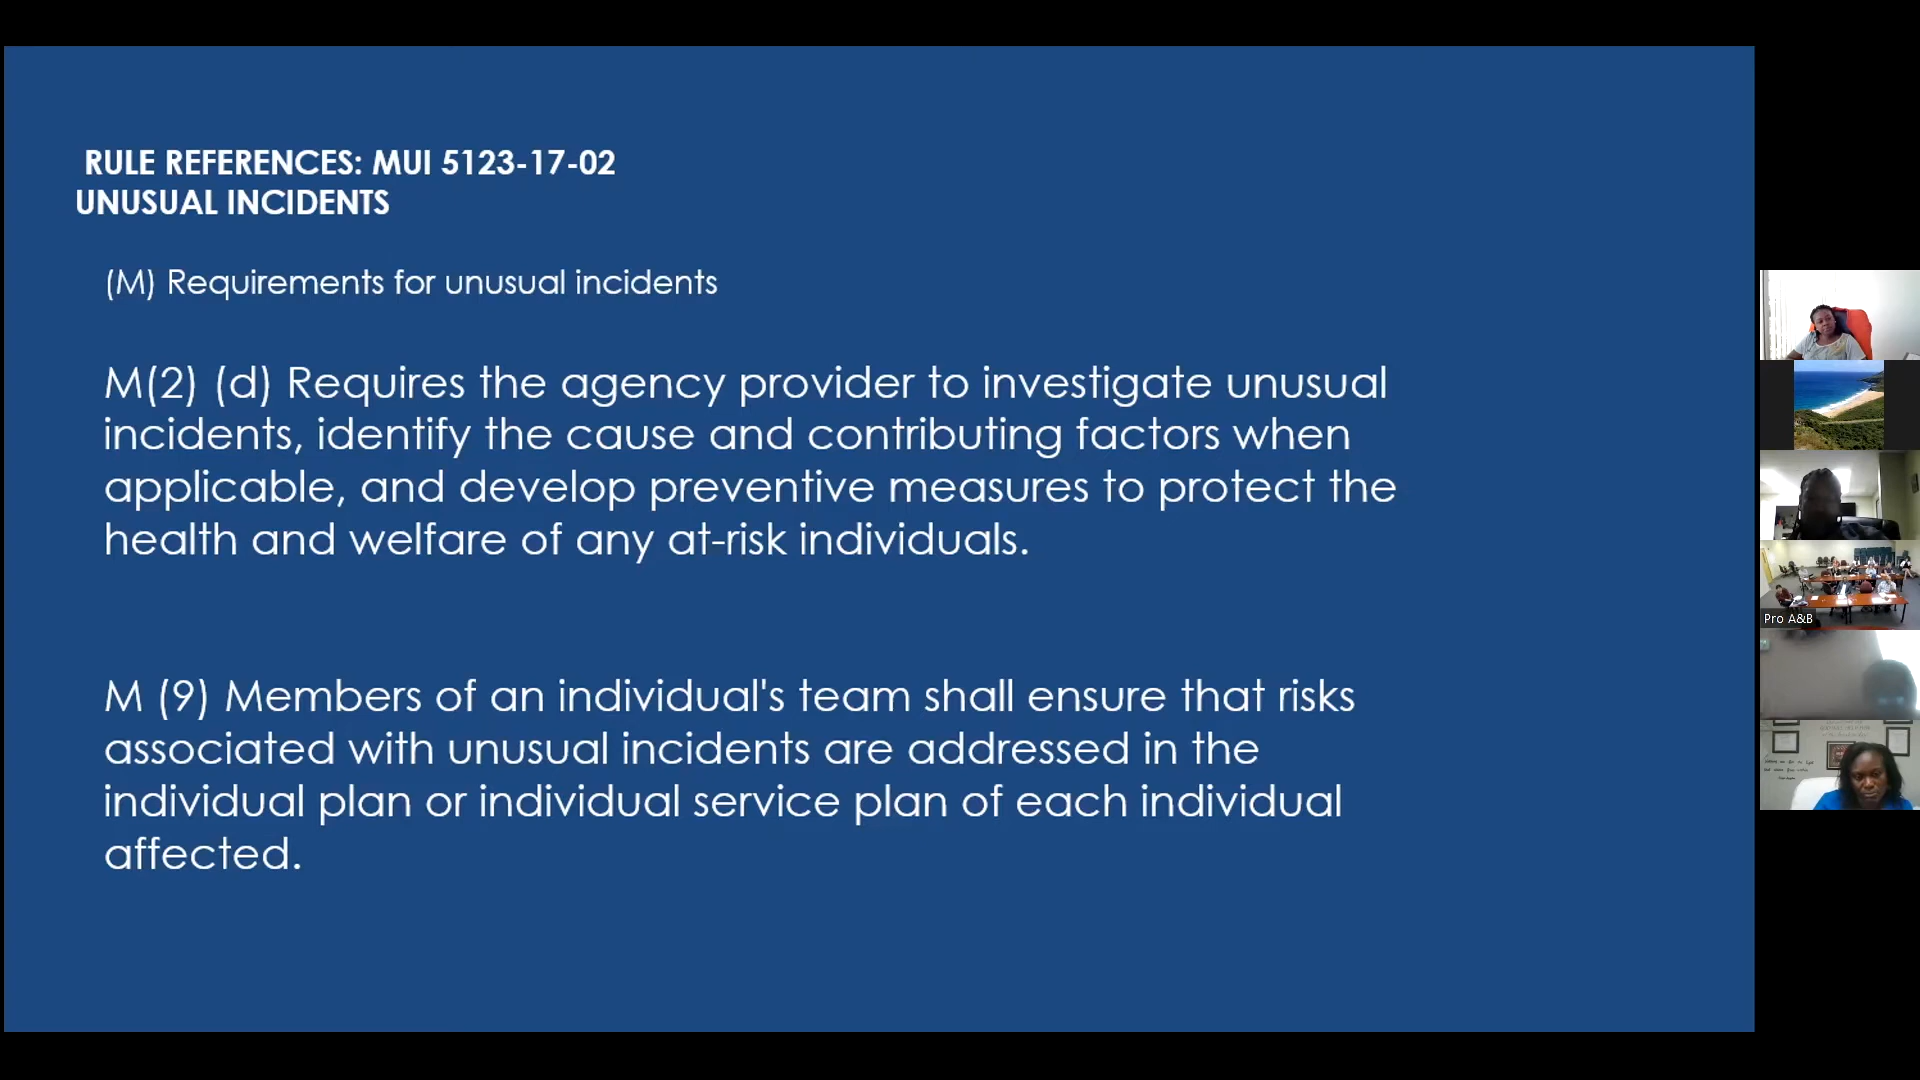 RULE REFERENCES: MUI 5123-17-02
UNUSUAL INCIDENTS
(M) Requirements for unusual incidents
M(2) (d) Requires the agency provider to investigate unusual
incidents, identify the cause and contributing factors when
applicable, and develop preventive measures to protect the
health and welfare of any at-risk individuals.
M (9) Members of an individual's team shall ensure that risks
associated with unusual incidents are addressed in the
individual plan or individual service plan of each individual
affected.
Pro A&B